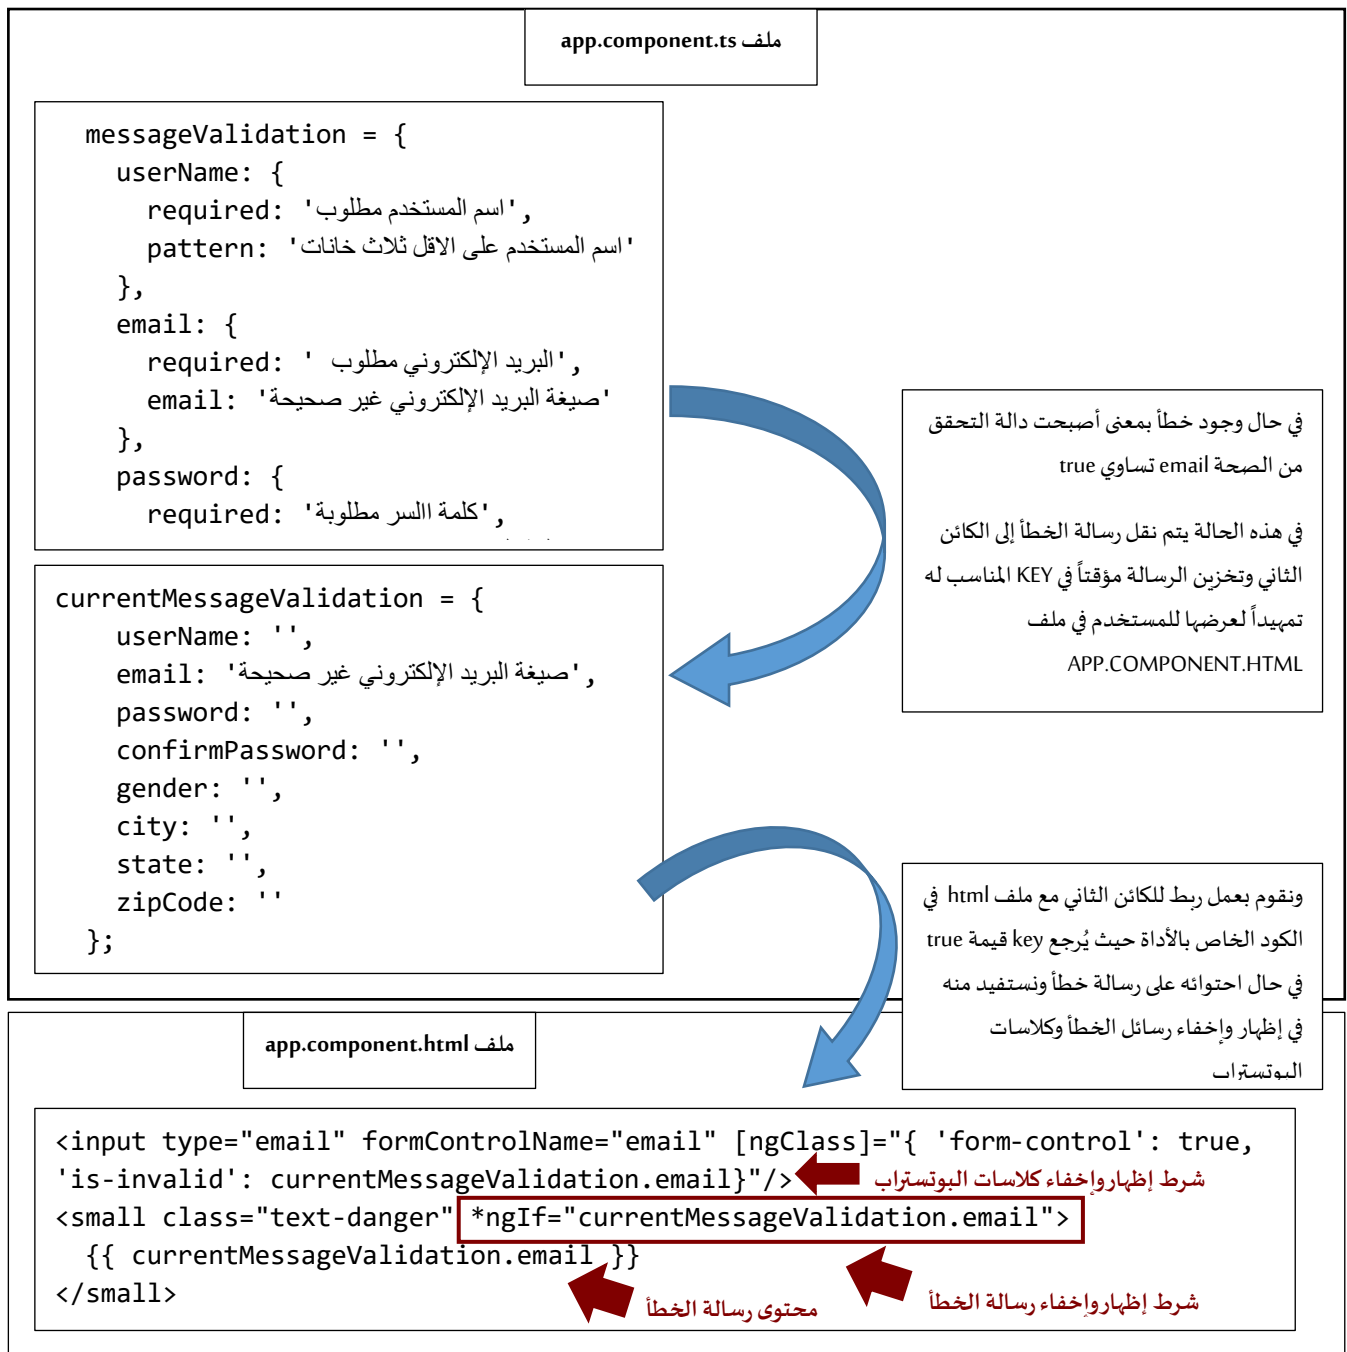 ملف app.component.ts
messageValidation = {
userName: {
required: 'اسم المستخدم مطلوب',
pattern: 'اسم المستخدم على الاقل ثلاث خانات'
},
email: {
required: ' البريد الإلكتروني مطلوب',
email: 'صيغة البريد الإلكتروني غير صحيحة'
},
password: {
required: 'كلمة االسر مطلوبة',
في حال وجود خطأ بمعنى أصبحت دالة التحقق
من الصحة email تساوي true
في هذه الحالة يتم نقل رسالة الخطأ إلى الكائن
الثاني وتخزين الرسالة مؤقتاً في KEY المناسب له
تمهيداً لعرضها للمستخدم في ملف
APP.COMPONENT.HTML
currentMessageValidation = {
userName: '',
email: 'صيغة البريد الإلكتروني غير صحيحة',
password: '',
confirmPassword: '',
gender: '',
city: '',
state: '',
zipCode: ''
};
ونقوم بعمل ربط للكائن الثاني مع ملف html في
الكود الخاص بالأداة حيث يُرجع key قيمة true
في حال احتوائه على رسالة خطأ ونستفيد منه
في إظهار وإخفاء رسائل الخطأ وكلاسات
البوتستراب
ملف app.component.html
<input type="email" formControlName="email" [ngClass]="{ 'form-control': true,
'is-invalid': currentMessageValidation.email}"/> شرط إظهار وإخفاء كلاسات البوتستراب
<small class="text-danger" *ngIf="currentMessageValidation.email">
{{ currentMessageValidation.email }}
</small>
شرط إظهار وإخفاء رسالة الخطأ
محتوى رسالة الخطأ